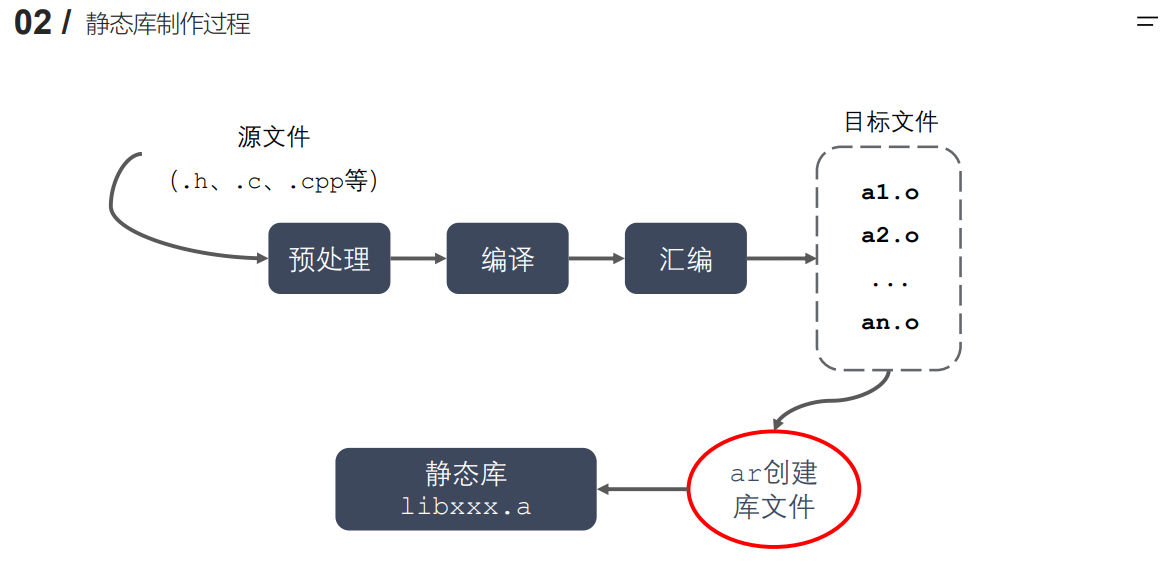 02 / 静态库制作过程
源文件
（.h、.c、.cpp等）
预处理
编译
汇编
目标文件
a1.o
a2.o
...
an.o
ar创建
库文件
静态库
libxxx.a